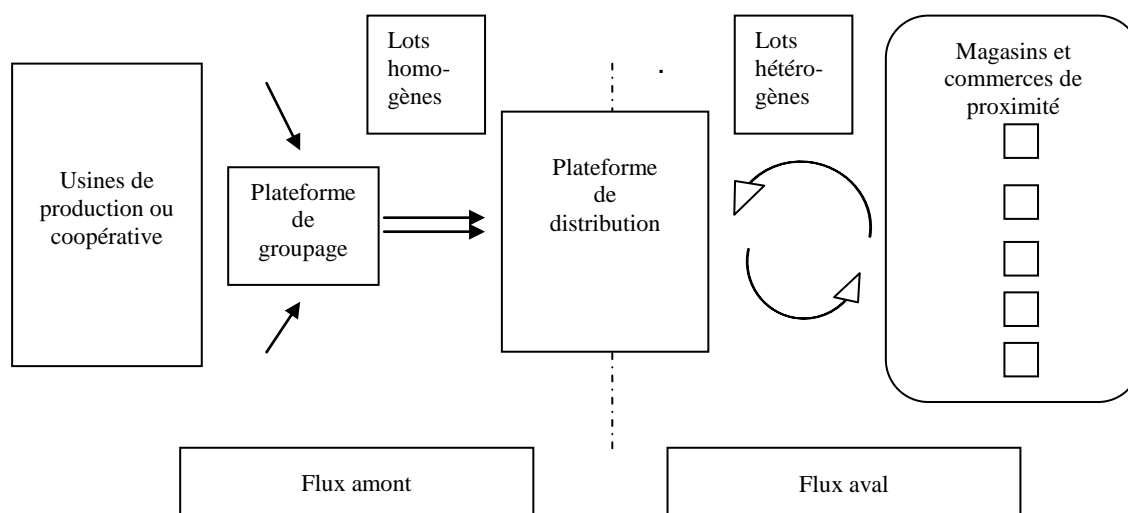 Usines de
production ou
coopérative
Plateforme
de
groupage
Lots
homo-
gènes
Plateforme
de
distribution
.
Lots
hétéro-
gènes
Magasins et
commerces de
proximité
Flux amont
Flux aval